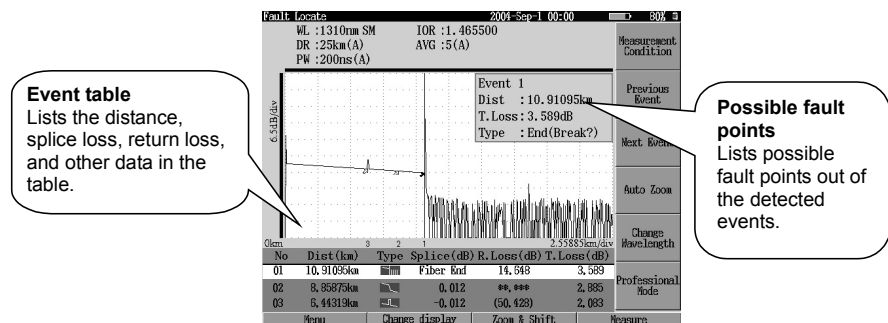 Fault Locate 2004-Sep-1 00:00 80%
WL :1310nm SM IOR :1.465500
DR :25km(A) AVG :5(A)
PW :200ns(A)
Measurement
Condition
Previous
Event
Next Event
Auto Zoom
Change
Wavelength
Professional
Mode
Event table
Lists the distance,
splice loss, return loss,
and other data in the
table.
6.5dB/div
Event 1
Dist :10.91095km
T.Loss:3.589dB
Type :End(Break?)
Possible fault
points
Lists possible
fault points out of
the detected
events.
0km 3 2 1 2.55885km/div
No Dist(km) Type Splice(dB) R.Loss(dB) T.Loss(dB)
01 10.91095km Fiber End 14.648 3.589
02 8.85875km 0.012 **.*** 2.885
03 6.44319km -0.012 (50.428) 2.083
Menu Change display Zoom & Shift Measure